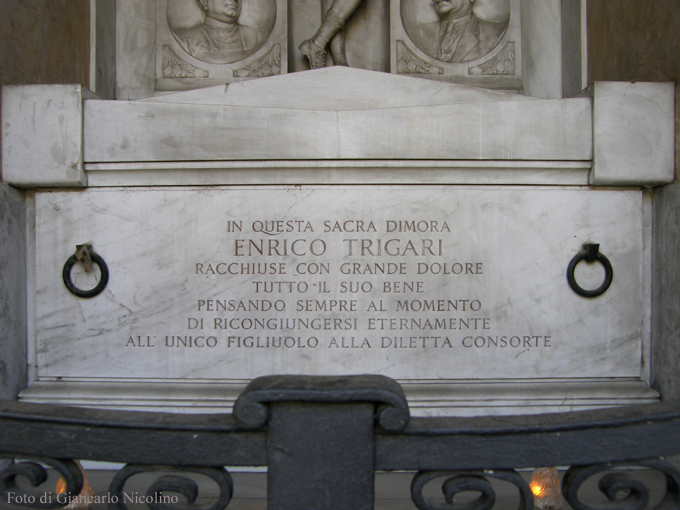 IN QUESTA SACRA DIMORA
ENRICO TRIGARI
RACCHIUSE CON GRANDE DOLORE
TUTTO IL SUO BENE
PENSANDO SEMPRE AL MOMENTO
DI RICONGIUNGERSI ETERNAMENTE
ALL' UNICO FIGLIUOLO ALLA DILETTA CONSORTE
Foto di Giancarlo Nicolino